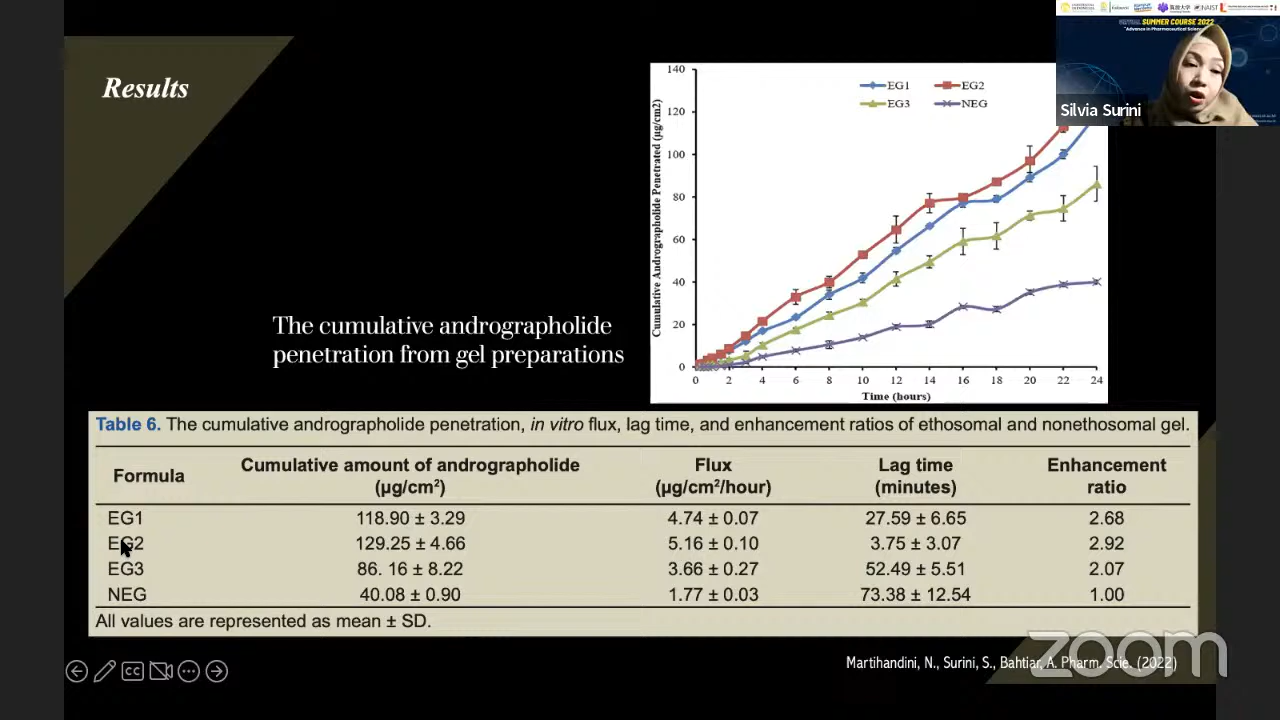 SUMMER COURSE 2022
Silvia Surini
Results
140
120
100
80
60
40
20
0
Cumulative Andrographolide Penetrated (µg/cm2)
EG1
EG2
EG3
NEG
0 2 4 6 8 10 12 14 16 18 20 22 24
Time (hours)
The cumulative andrographolide
penetration from gel preparations
Table 6. The cumulative andrographolide penetration, in vitro flux, lag time, and enhancement ratios of ethosomal and nonethosomal gel.
Formula Cumulative amount of andrographolide (µg/cm²) Flux (µg/cm²/hour) Lag time (minutes) Enhancement ratio
EG1 118.90 ± 3.29 4.74 ± 0.07 27.59 ± 6.65 2.68
EG2 129.25 ± 4.66 5.16 ± 0.10 3.75 ± 3.07 2.92
EG3 86. 16 ± 8.22 3.66 ± 0.27 52.49 ± 5.51 2.07
NEG 40.08 ± 0.90 1.77 ± 0.03 73.38 ± 12.54 1.00
All values are represented as mean ± SD.
CC
Martihandini, N., Surini, S., Bahtiar, A. Pharm. Scie. (2022)
zoom